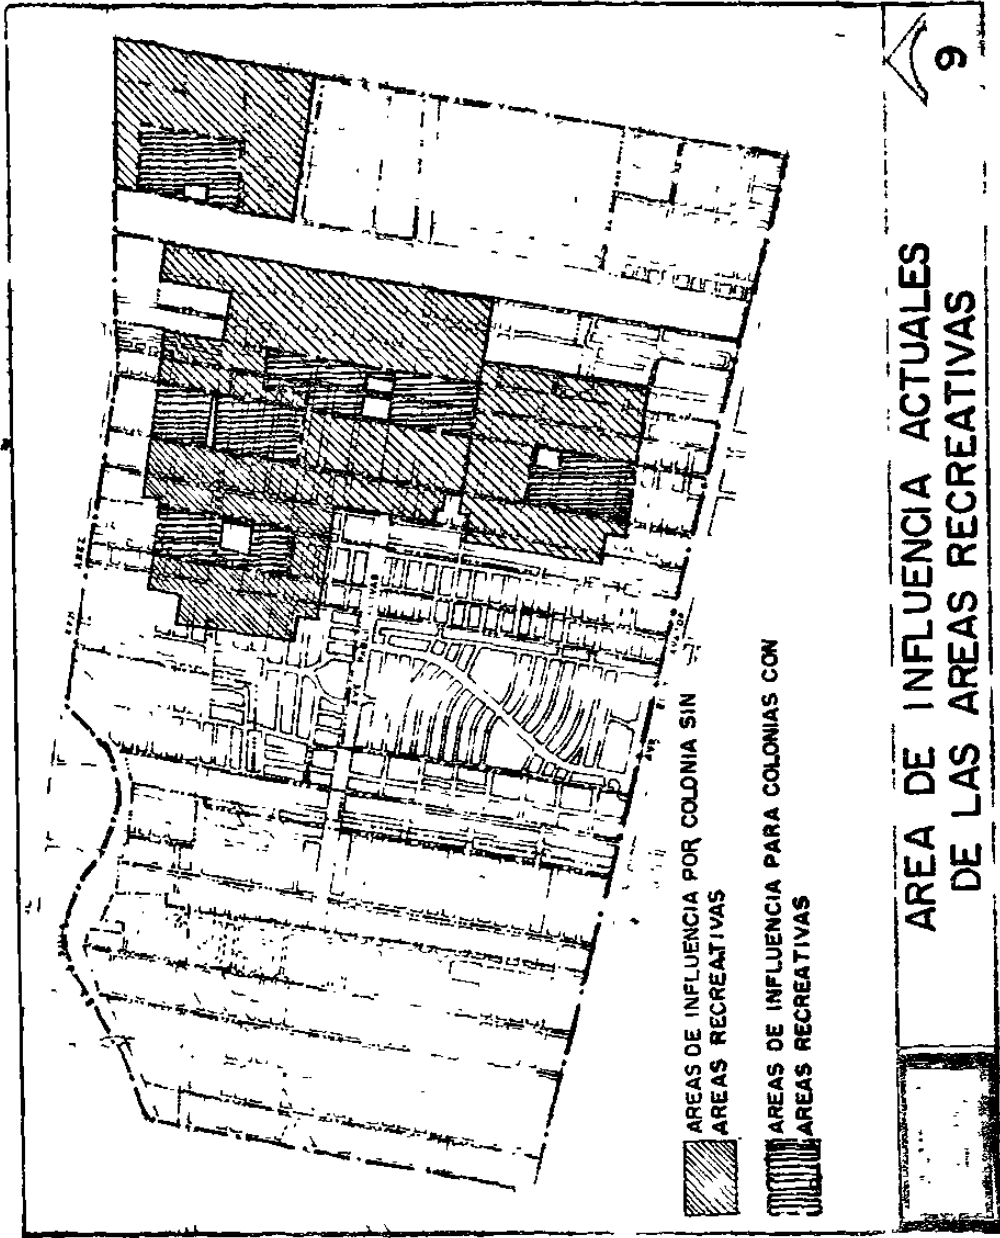 AREAS DE INFLUENCIA POR COLONIA SIN
AREAS RECREATIVAS
AREAS DE INFLUENCIA PARA COLONIAS CON
AREAS RECREATIVAS
AREA DE INFLUENCIA ACTUALES
DE LAS AREAS RECREATIVAS
9